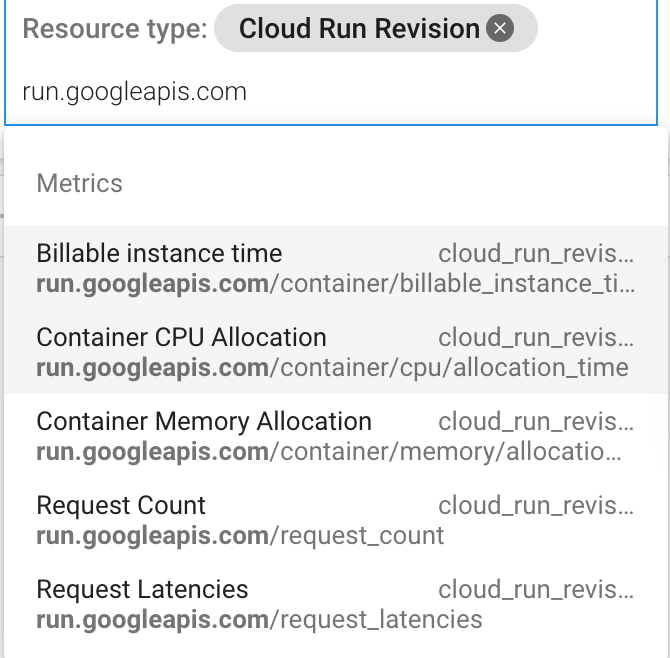 Resource type: Cloud Run Revision
run.googleapis.com
Metrics
Billable instance time cloud_run_revis...
run.googleapis.com/container/billable_instance_ti...
Container CPU Allocation cloud_run_revis...
run.googleapis.com/container/cpu/allocation_time
Container Memory Allocation cloud_run_revis...
run.googleapis.com/container/memory/allocatio...
Request Count cloud_run_revis...
run.googleapis.com/request_count
Request Latencies cloud_run_revis...
run.googleapis.com/request_latencies